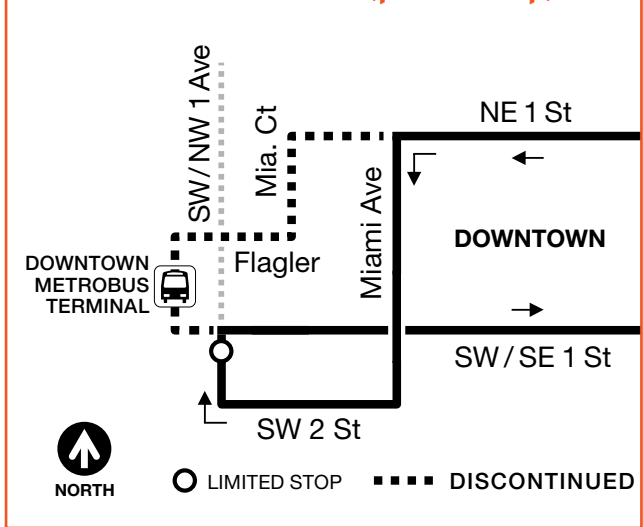 SW / NW 1 Ave
Mia. Ct
NE 1 St
Miami Ave
DOWNTOWN
Flagler
DOWNTOWN
METROBUS
TERMINAL
SW / SE 1 St
SW 2 St
NORTH
LIMITED STOP
DISCONTINUED